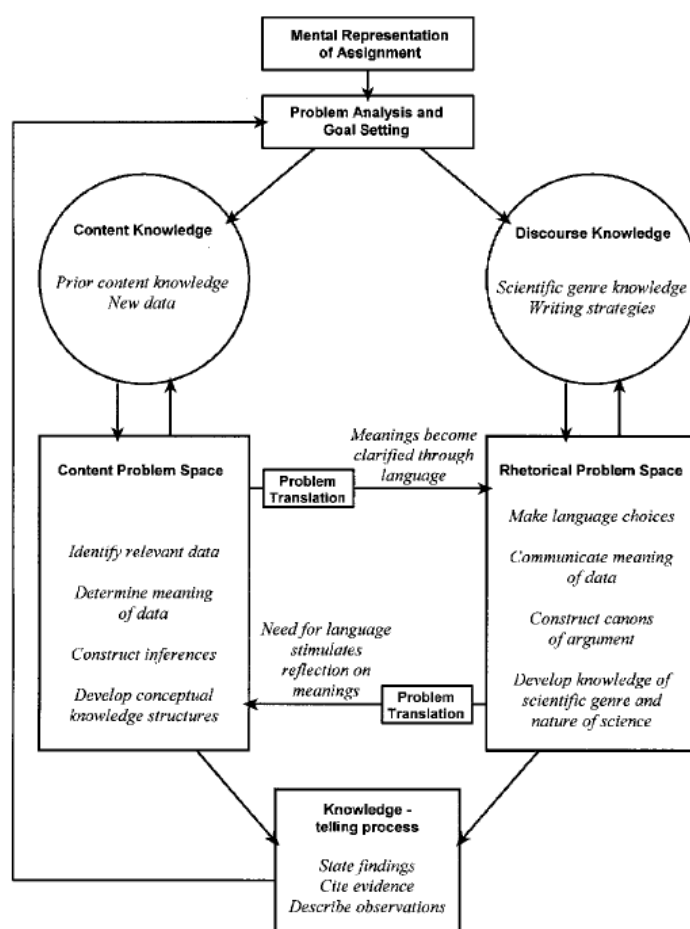 Mental Representation
of Assignment
Problem Analysis and
Goal Setting
Content Knowledge
Prior content knowledge
New data
Discourse Knowledge
Scientific genre knowledge
Writing strategies
Content Problem Space
Identify relevant data
Determine meaning
of data
Construct inferences
Develop conceptual
knowledge structures
Problem
Translation
Meanings become
clarified through
language
Need for language
stimulates
reflection on
meanings
Problem
Translation
Rhetorical Problem Space
Make language choices
Communicate meaning
of data
Construct canons
of argument
Develop knowledge of
scientific genre and
nature of science
Knowledge -
telling process
State findings
Cite evidence
Describe observations